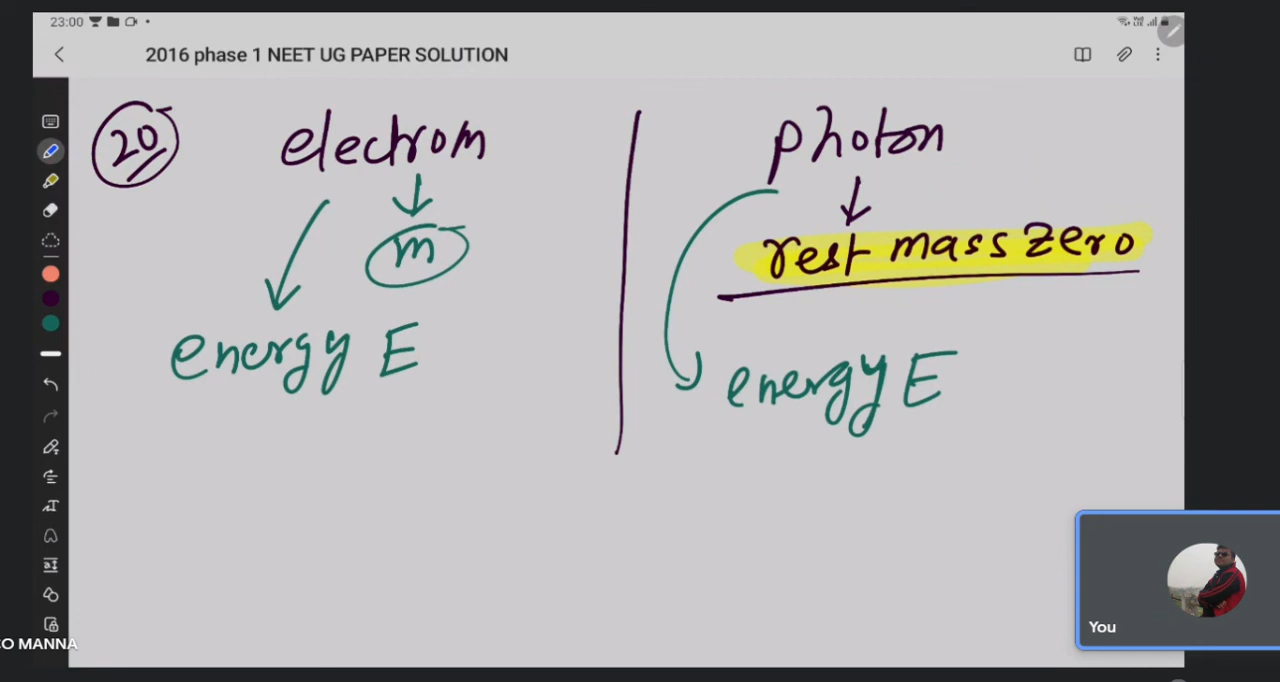 23:00
2016 phase 1 NEET UG PAPER SOLUTION
20 electrom photon
m rest mass zero
energy E energy E
You
CO MANNA